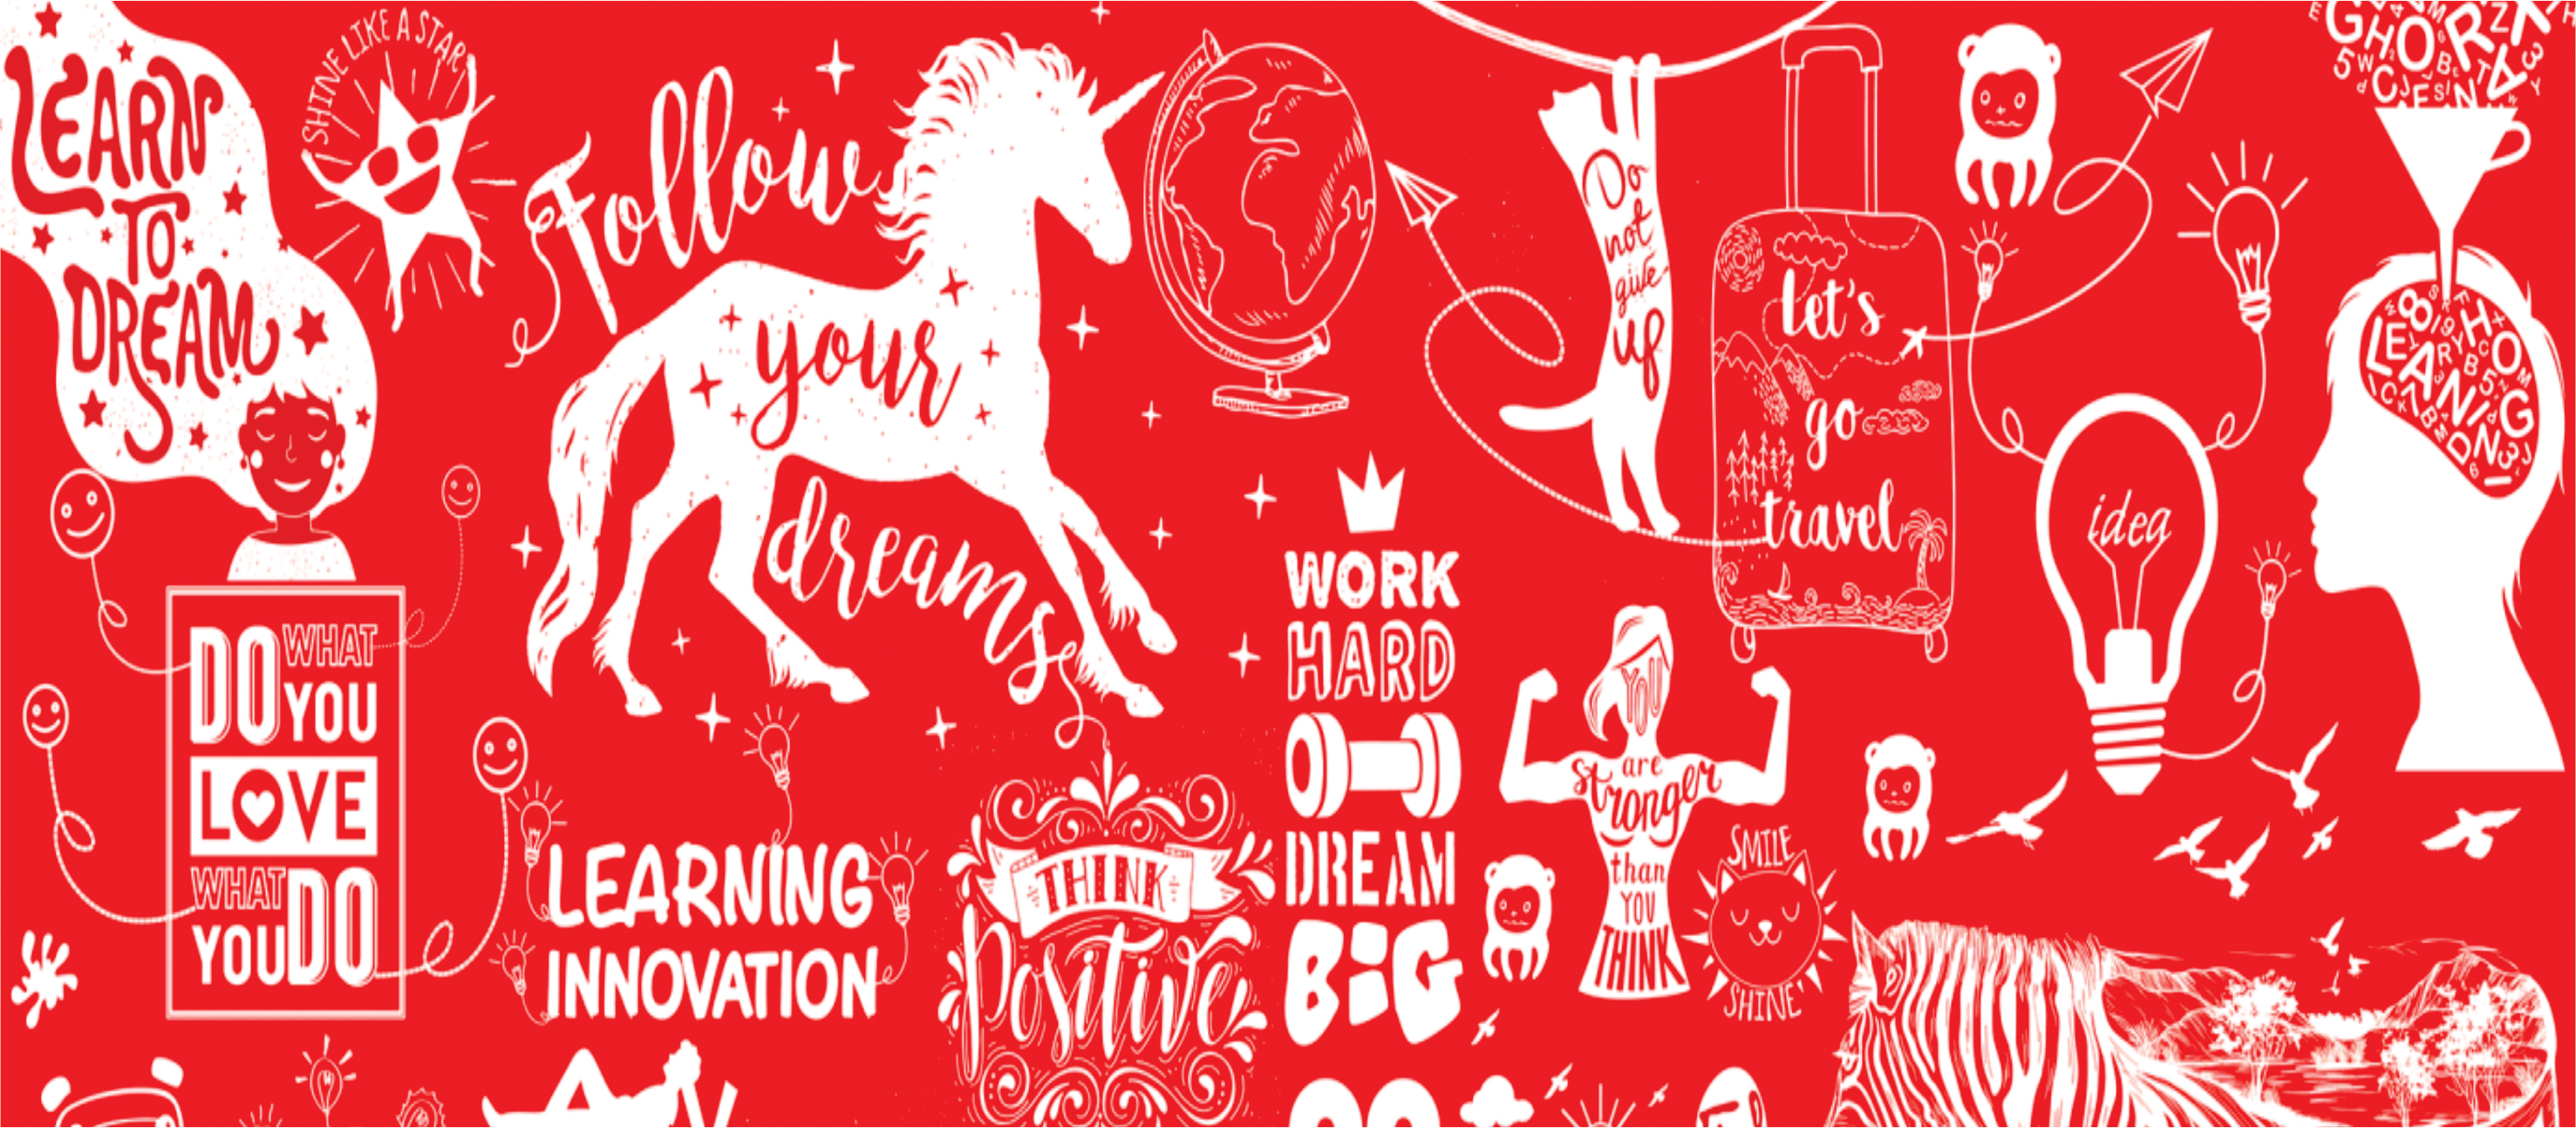 LEARN
TO
DREAM
SHINE LIKE A STAR
Follow
your
dreams
Do
not
give
up
let's
go
travel
idea
LEARNING
DO WHAT
YOU
LOVE
WHAT DO
YOU
LEARNING
INNOVATION
THINK
Positive
WORK
HARD
DREAM
BiG
YOU
are
stronger
than
YOU
THINK
SMILE
SHINE